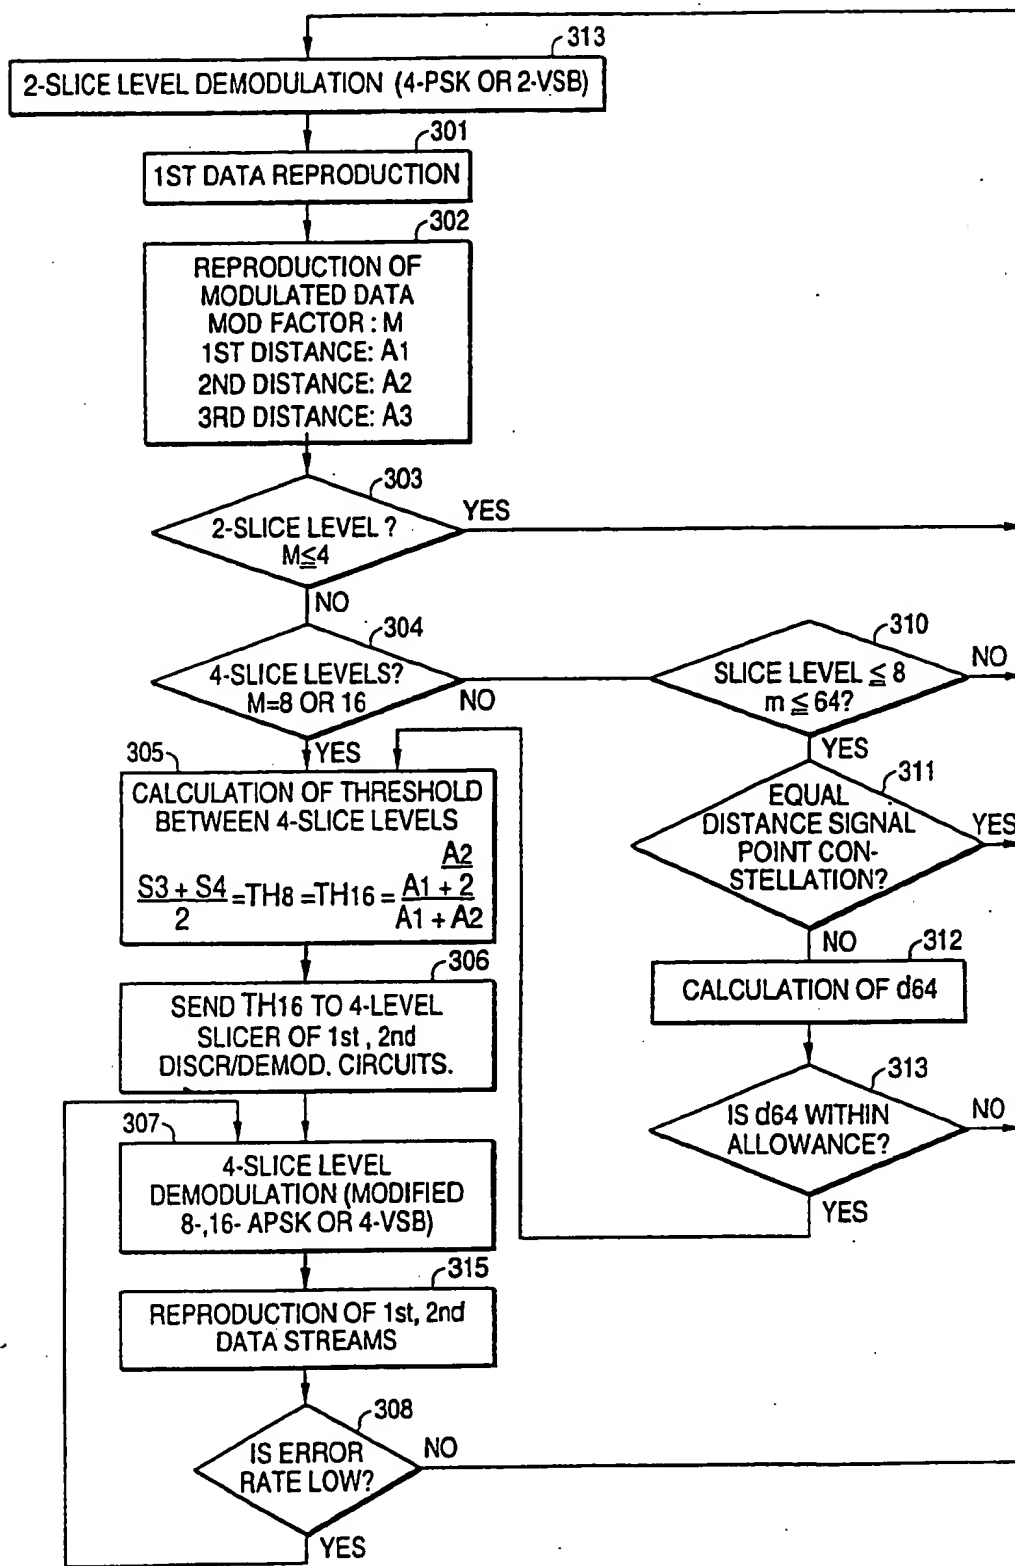 313
2-SLICE LEVEL DEMODULATION (4-PSK OR 2-VSB)
301
1ST DATA REPRODUCTION
302
REPRODUCTION OF
MODULATED DATA
MOD FACTOR : M
1ST DISTANCE: A1
2ND DISTANCE: A2
3RD DISTANCE: A3
303
2-SLICE LEVEL ?
M≦4
YES
NO
304
4-SLICE LEVELS?
M=8 OR 16
NO
YES
310
SLICE LEVEL ≦ 8
m ≦ 64?
NO
YES
305
CALCULATION OF THRESHOLD
BETWEEN 4-SLICE LEVELS
S3 + S4 / 2 = TH8 = TH16 = A1 + A2/2 / A1 + A2
311
EQUAL
DISTANCE SIGNAL
POINT CON-
STELLATION?
YES
NO
306
SEND TH16 TO 4-LEVEL
SLICER OF 1st , 2nd
DISCR/DEMOD. CIRCUITS.
312
CALCULATION OF d64
313
IS d64 WITHIN
ALLOWANCE?
NO
YES
307
4-SLICE LEVEL
DEMODULATION (MODIFIED
8-,16- APSK OR 4-VSB)
315
REPRODUCTION OF 1st, 2nd
DATA STREAMS
308
IS ERROR
RATE LOW?
NO
YES